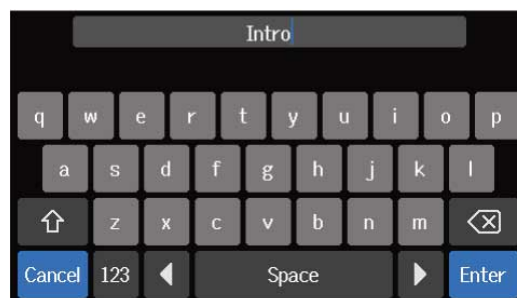 Intro
q w e r t y u i o p
a s d f g h j k l
z x c v b n m
Cancel 123 Space Enter